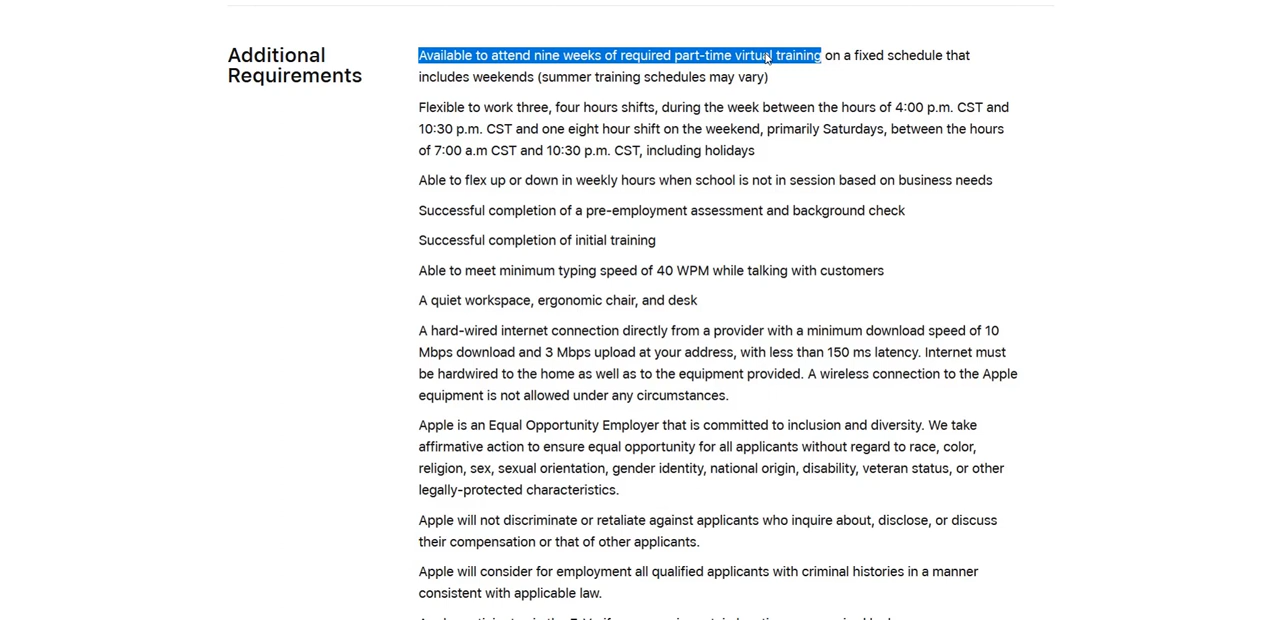 Additional
Requirements
Available to attend nine weeks of required part-time virtual training on a fixed schedule that
includes weekends (summer training schedules may vary)
Flexible to work three, four hours shifts, during the week between the hours of 4:00 p.m. CST and
10:30 p.m. CST and one eight hour shift on the weekend, primarily Saturdays, between the hours
of 7:00 a.m CST and 10:30 p.m. CST, including holidays
Able to flex up or down in weekly hours when school is not in session based on business needs
Successful completion of a pre-employment assessment and background check
Successful completion of initial training
Able to meet minimum typing speed of 40 WPM while talking with customers
A quiet workspace, ergonomic chair, and desk
A hard-wired internet connection directly from a provider with a minimum download speed of 10
Mbps download and 3 Mbps upload at your address, with less than 150 ms latency. Internet must
be hardwired to the home as well as to the equipment provided. A wireless connection to the Apple
equipment is not allowed under any circumstances.
Apple is an Equal Opportunity Employer that is committed to inclusion and diversity. We take
affirmative action to ensure equal opportunity for all applicants without regard to race, color,
religion, sex, sexual orientation, gender identity, national origin, disability, veteran status, or other
legally-protected characteristics.
Apple will not discriminate or retaliate against applicants who inquire about, disclose, or discuss
their compensation or that of other applicants.
Apple will consider for employment all qualified applicants with criminal histories in a manner
consistent with applicable law.